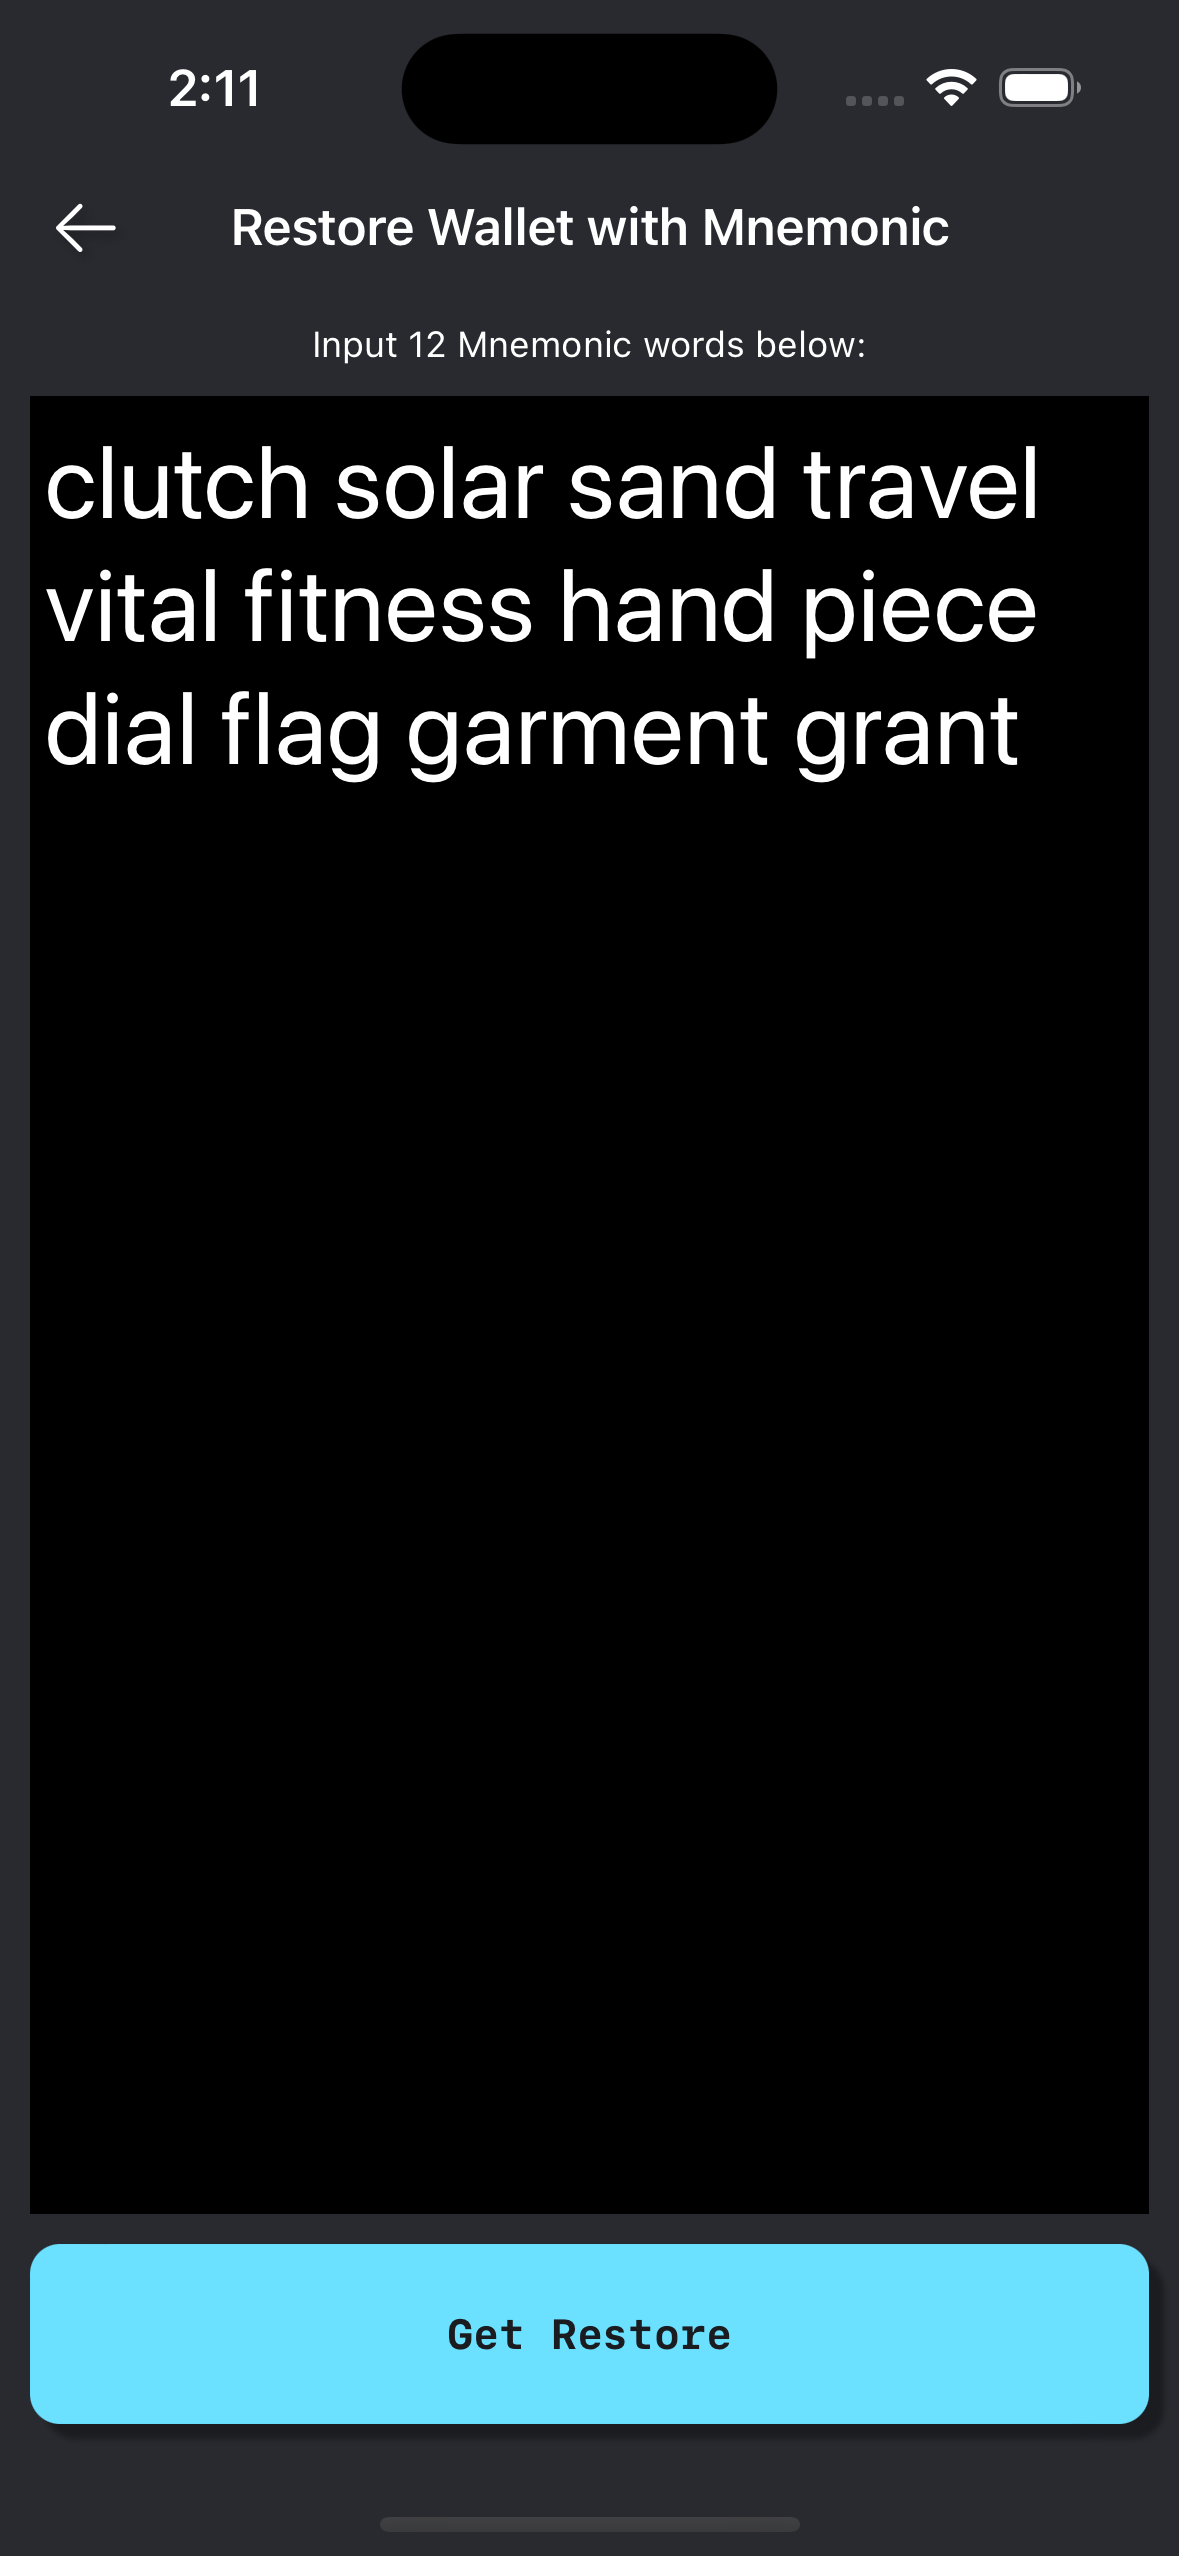 2:11
Restore Wallet with Mnemonic
Input 12 Mnemonic words below:
clutch solar sand travel
vital fitness hand piece
dial flag garment grant
Get Restore